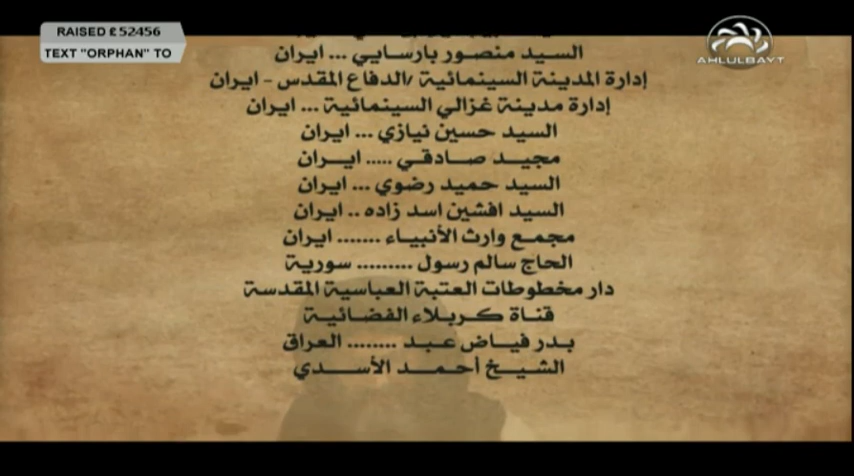 RAISED £52456
TEXT "ORPHAN" TO
AHLULBAYT
السيد منصور بارسايي ... ايران
إدارة المدينة السينمائية /الدفاع المقدس - ايران
إدارة مدينة غزالي السينمائية ... ايران
السيد حسين نيازي ... ايران
مجيد صادقي ..... ايران
السيد حميد رضوي ... ايران
السيد افشين اسد زاده .. ايران
مجمع وارث الأنبياء ....... ايران
الحاج سالم رسول ......... سورية
دار مخطوطات العتبة العباسية المقدسة
قناة كربلاء الفضائية
بدر فياض عبد ........ العراق
الشيخ أحمد الأسدي